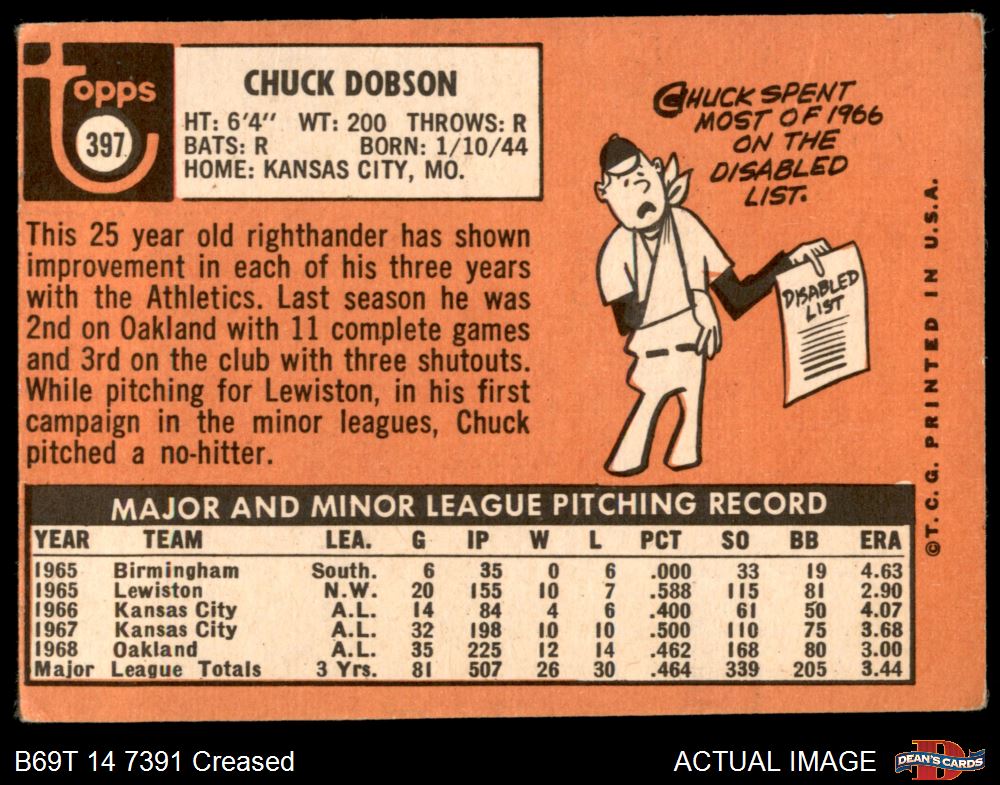 topps
397
CHUCK DOBSON
HT: 6'4" WT: 200 THROWS: R
BATS: R BORN: 1/10/44
HOME: KANSAS CITY, MO.
This 25 year old righthander has shown
improvement in each of his three years
with the Athletics. Last season he was
2nd on Oakland with 11 complete games
and 3rd on the club with three shutouts.
While pitching for Lewiston, in his first
campaign in the minor leagues, Chuck
pitched a no-hitter.
CHUCK SPENT
MOST OF 1966
ON THE
DISABLED
LIST.
DISABLED
LIST
©T.C.G. PRINTED IN U.S.A.
MAJOR AND MINOR LEAGUE PITCHING RECORD
YEAR TEAM LEA. G IP W L PCT SO BB ERA
1965 Birmingham South. 6 35 0 6 .000 33 19 4.63
1965 Lewiston N.W. 20 155 10 7 .588 115 81 2.90
1966 Kansas City A.L. 14 84 4 6 .400 61 50 4.07
1967 Kansas City A.L. 32 198 10 10 .500 110 75 3.68
1968 Oakland A.L. 35 225 12 14 .462 168 80 3.00
Major League Totals 3 Yrs. 81 507 26 30 .464 339 205 3.44
B69T 14 7391 Creased
ACTUAL IMAGE
D
DEAN'S CARDS